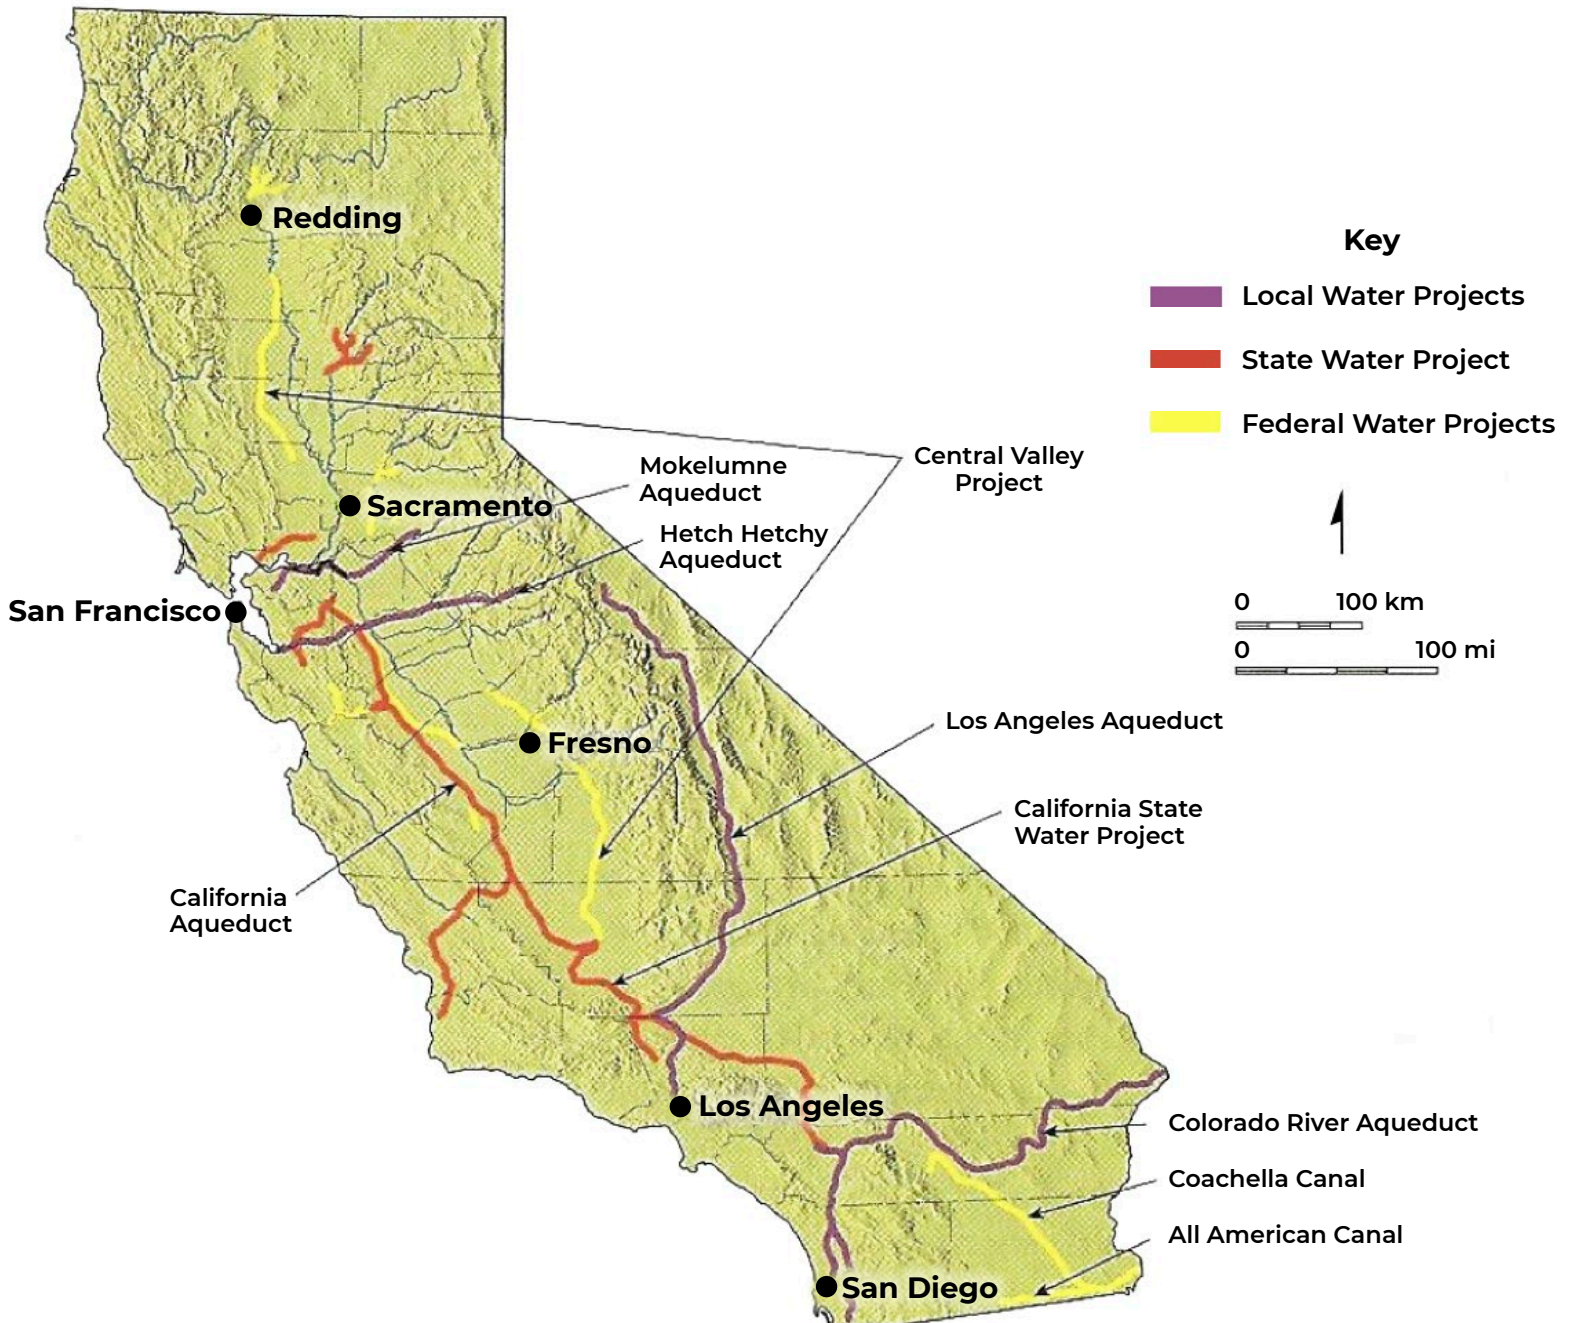 Redding
Key
Local Water Projects
State Water Project
Federal Water Projects
Central Valley
Project
Mokelumne
Aqueduct
Sacramento
Hetch Hetchy
Aqueduct
San Francisco
0 100 km
0 100 mi
Fresno
Los Angeles Aqueduct
California State
Water Project
California
Aqueduct
Los Angeles
Colorado River Aqueduct
Coachella Canal
All American Canal
San Diego